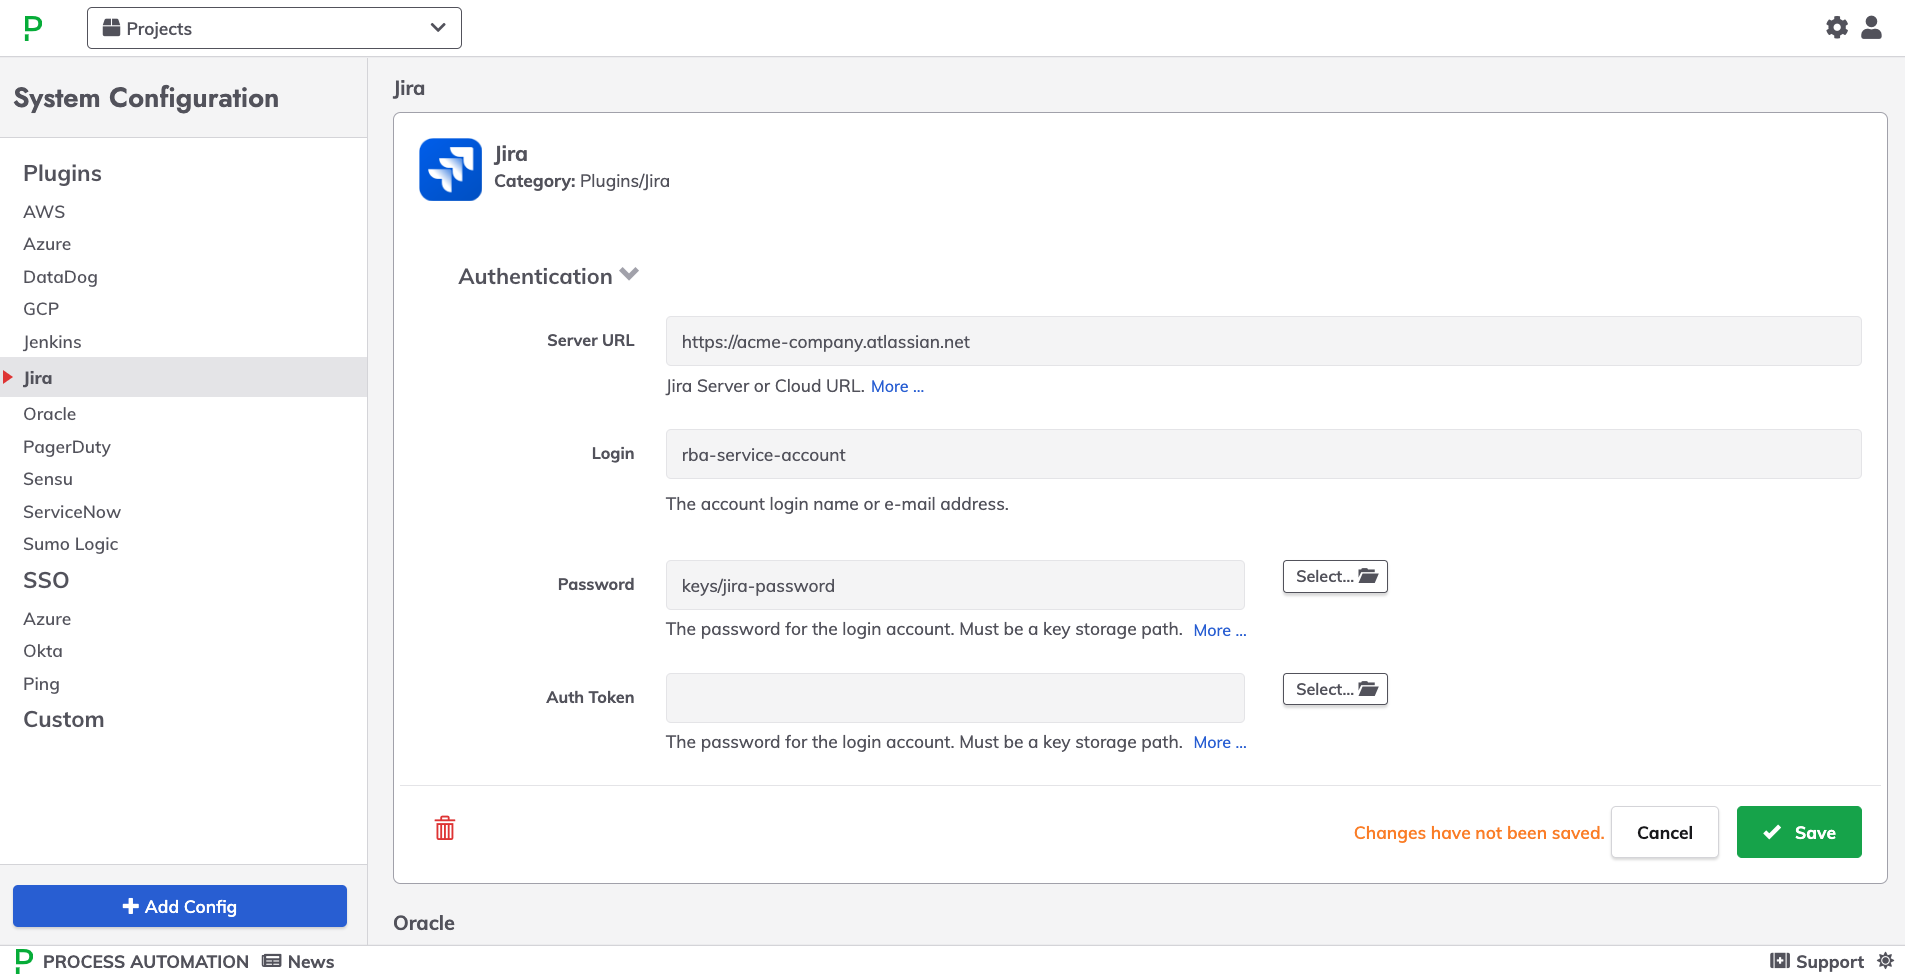 Projects
System Configuration
Plugins
AWS
Azure
DataDog
GCP
Jenkins
Jira
Oracle
PagerDuty
Sensu
ServiceNow
Sumo Logic
SSO
Azure
Okta
Ping
Custom
Add Config
Jira
Jira
Category: Plugins/Jira
Authentication
Server URL
https://acme-company.atlassian.net
Jira Server or Cloud URL. More ...
Login
rba-service-account
The account login name or e-mail address.
Password
keys/jira-password
Select...
The password for the login account. Must be a key storage path. More ...
Auth Token
Select...
The password for the login account. Must be a key storage path. More ...
Changes have not been saved.
Cancel
Save
Oracle
PROCESS AUTOMATION
News
Support